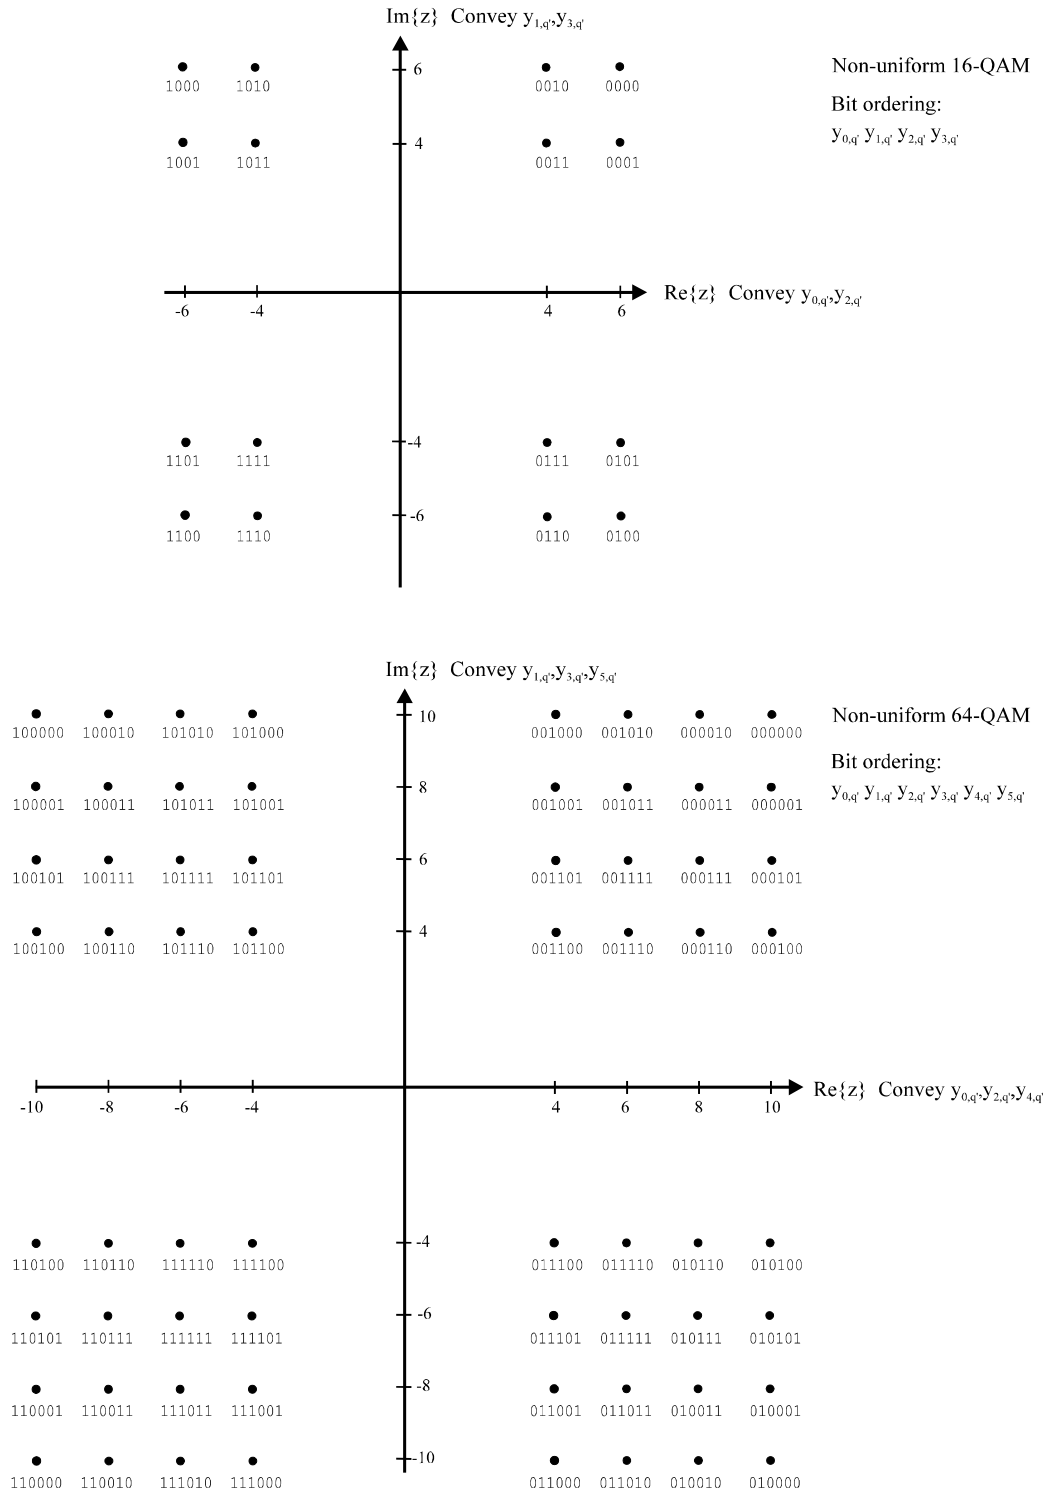 Im{z} Convey y1,q',y3,q'
6
Non-uniform 16-QAM
1000 1010 0010 0000
Bit ordering:
y0,q' y1,q' y2,q' y3,q'
4
1001 1011 0011 0001
Re{z} Convey y0,q',y2,q'
-6 -4 4 6
-4
1101 1111 0111 0101
-6
1100 1110 0110 0100
Im{z} Convey y1,q',y3,q',y5,q'
10
Non-uniform 64-QAM
100000 100010 101010 101000 001000 001010 000010 000000
Bit ordering:
8
y0,q' y1,q' y2,q' y3,q' y4,q' y5,q'
100001 100011 101011 101001 001001 001011 000011 000001
6
100101 100111 101111 101101 001101 001111 000111 000101
4
100100 100110 101110 101100 001100 001110 000110 000100
Re{z} Convey y0,q',y2,q',y4,q'
-10 -8 -6 -4 4 6 8 10
-4
110100 110110 111110 111100 011100 011110 010110 010100
-6
110101 110111 111111 111101 011101 011111 010111 010101
-8
110001 110011 111011 111001 011001 011011 010011 010001
-10
110000 110010 111010 111000 011000 011010 010010 010000